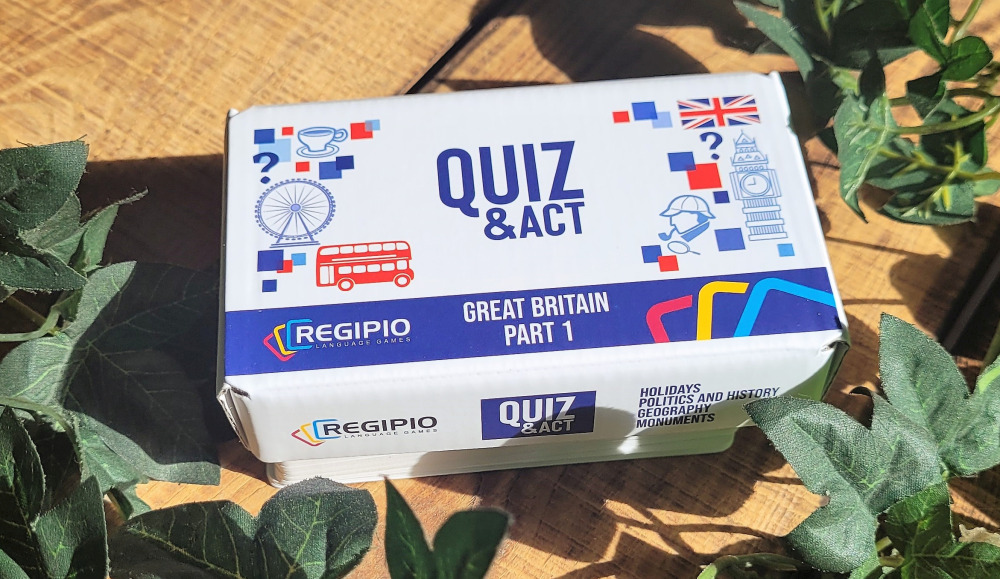 ?
?
QUIZ
&ACT
REGIPIO
LANGUAGE GAMES
GREAT BRITAIN
PART 1
REGIPIO
LANGUAGE GAMES
QUIZ
&ACT
HOLIDAYS
POLITICS AND HISTORY
GEOGRAPHY
MONUMENTS